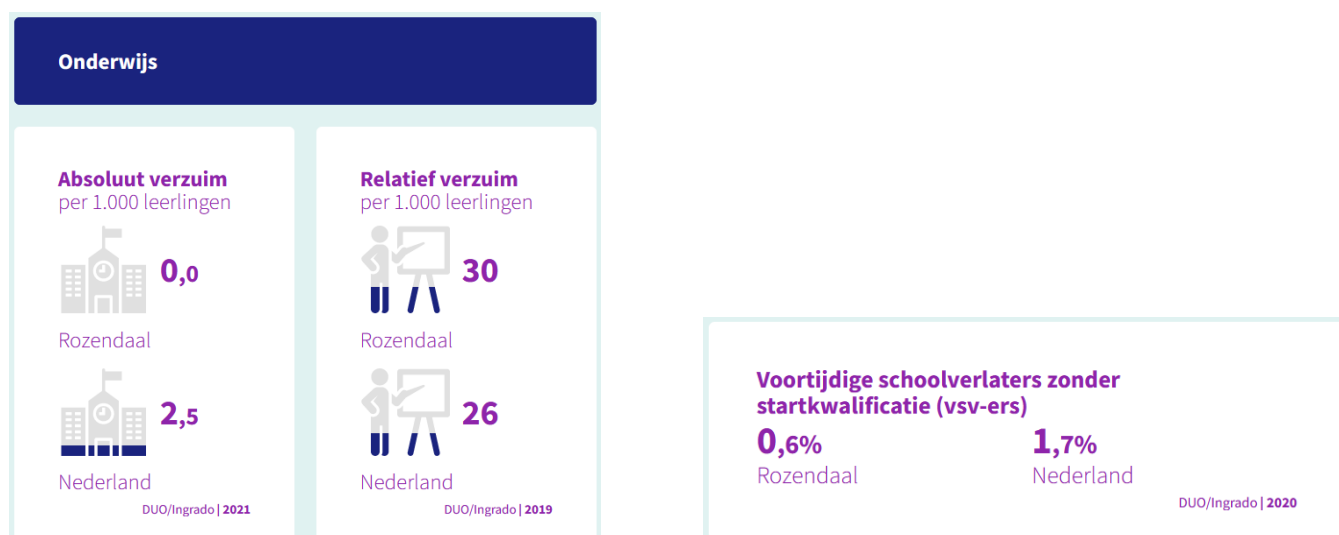 Onderwijs
Absoluut verzuim
per 1.000 leerlingen
0,0
Rozendaal
2,5
Nederland
DUO/Ingrado | 2021
Relatief verzuim
per 1.000 leerlingen
30
Rozendaal
26
Nederland
DUO/Ingrado | 2019
Voortijdige schoolverlaters zonder
startkwalificatie (vsv-ers)
0,6%
Rozendaal
1,7%
Nederland
DUO/Ingrado | 2020